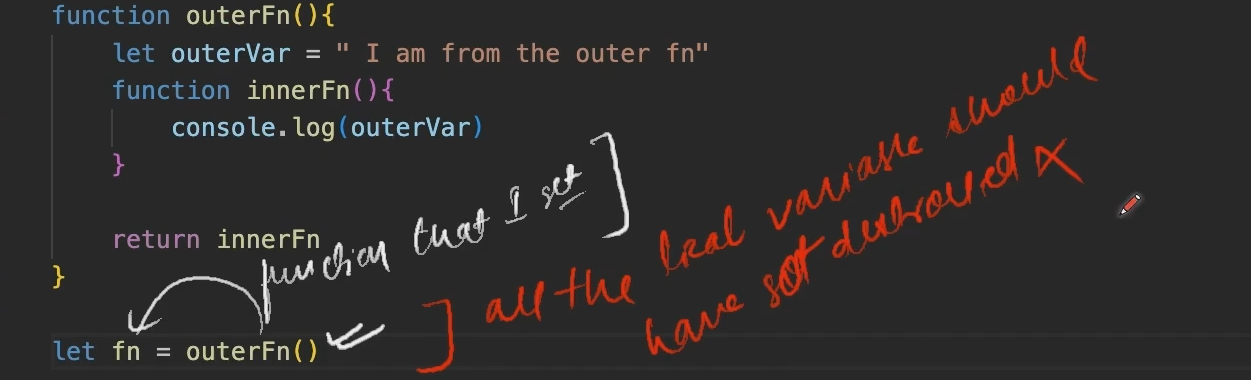 function outerFn(){
let outerVar = " I am from the outer fn"
function innerFn(){
console.log(outerVar)
}
return innerFn
}
let fn = outerFn()
function that I set
all the local variable should
have got destroyed